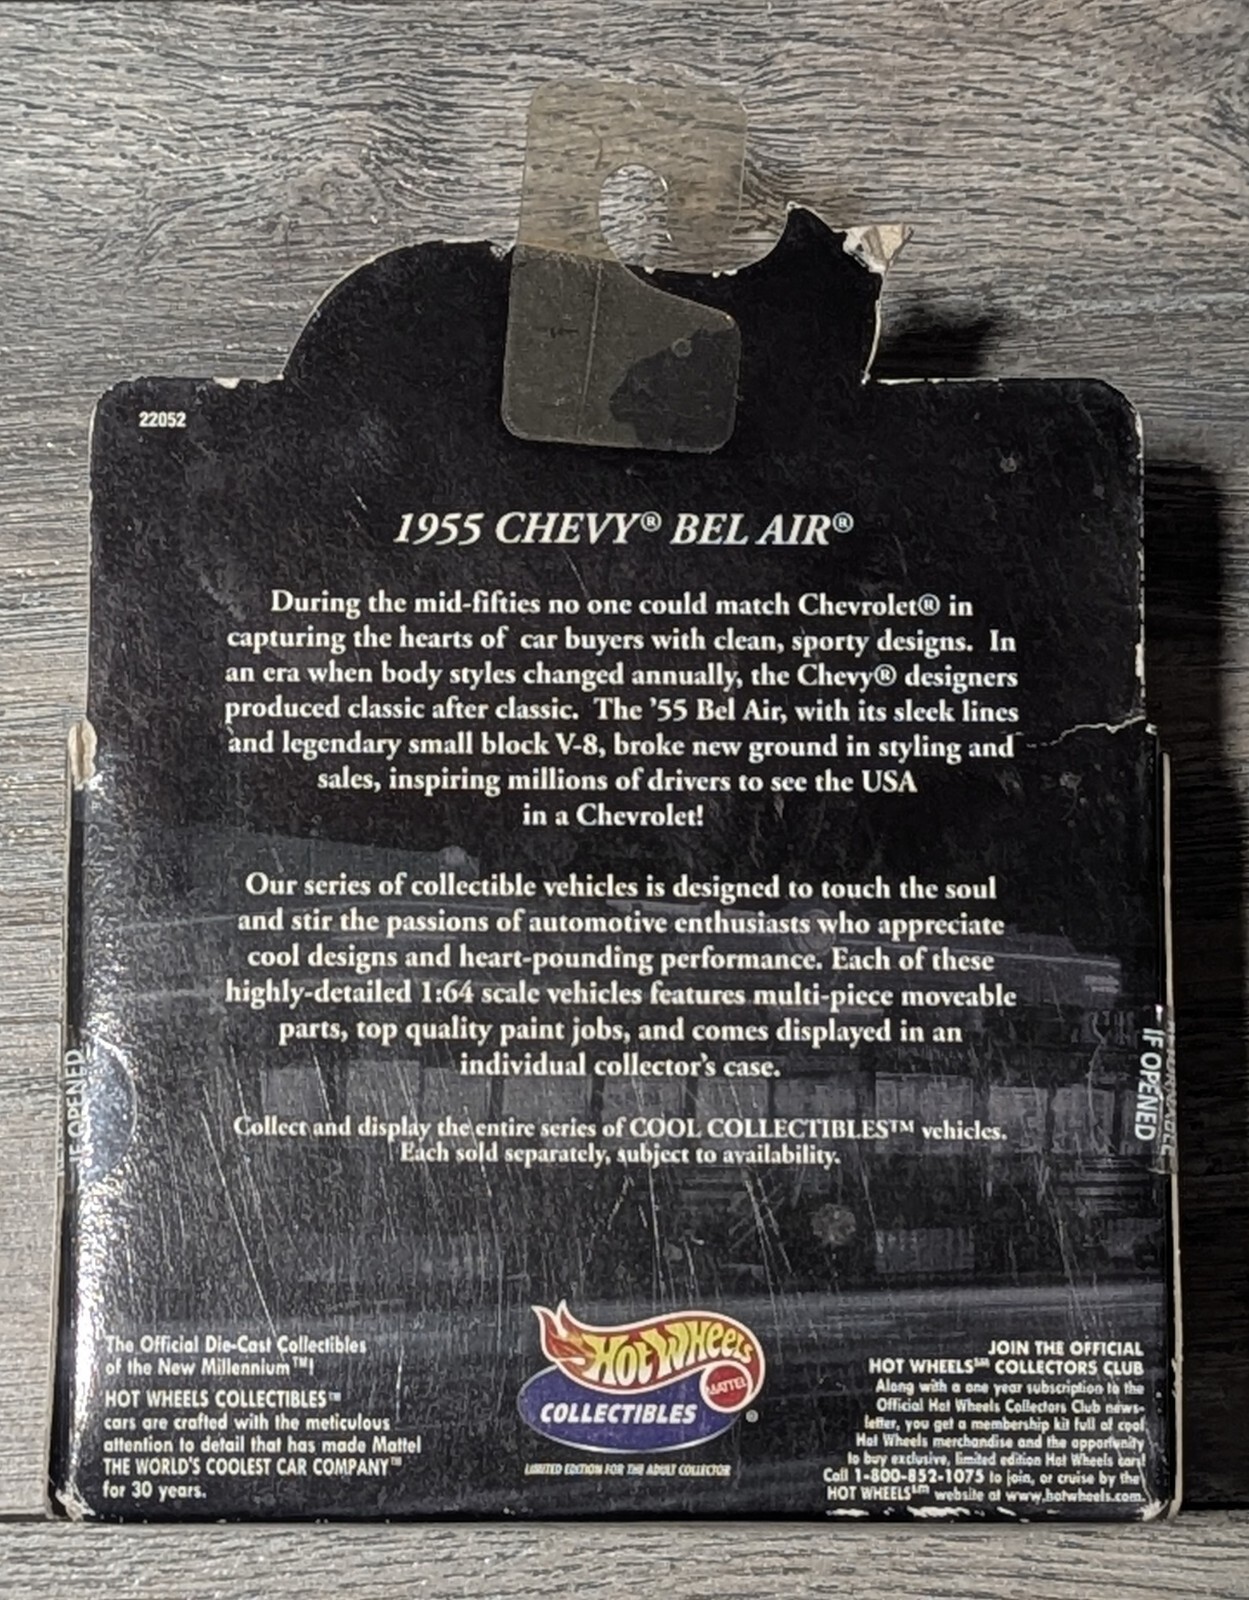 22052
1955 CHEVY® BEL AIR®
During the mid-fifties no one could match Chevrolet® in
capturing the hearts of car buyers with clean, sporty designs. In
an era when body styles changed annually, the Chevy® designers
produced classic after classic. The '55 Bel Air, with its sleek lines
and legendary small block V-8, broke new ground in styling and
sales, inspiring millions of drivers to see the USA
in a Chevrolet!
Our series of collectible vehicles is designed to touch the soul
and stir the passions of automotive enthusiasts who appreciate
cool designs and heart-pounding performance. Each of these
highly-detailed 1:64 scale vehicles features multi-piece moveable
parts, top quality paint jobs, and comes displayed in an
individual collector's case.
Collect and display the entire series of COOL COLLECTIBLES™ vehicles.
Each sold separately, subject to availability.
IF OPENED
IF OPENED
The Official Die-Cast Collectibles
of the New Millennium™!
HOT WHEELS COLLECTIBLES™
cars are crafted with the meticulous
attention to detail that has made Mattel
THE WORLD'S COOLEST CAR COMPANY™
for 30 years.
Hot Wheels
MATTEL
COLLECTIBLES ®
LIMITED EDITION FOR THE ADULT COLLECTOR
JOIN THE OFFICIAL
HOT WHEELS℠ COLLECTORS CLUB
Along with a one year subscription to the
Official Hot Wheels Collectors Club news-
letter, you get a membership kit full of cool
Hot Wheels merchandise and the opportunity
to buy exclusive, limited edition Hot Wheels cars!
Call 1-800-852-1075 to join, or cruise by the
HOT WHEELS℠ website at www.hotwheels.com.